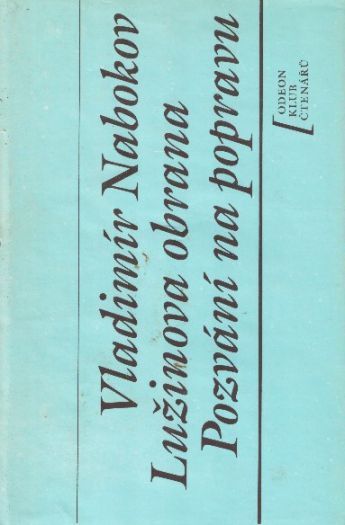 Vladimír Nabokov
Lužinova obrana
Pozvání na popravu
ODEON
KLUB
ČTENÁŘŮ